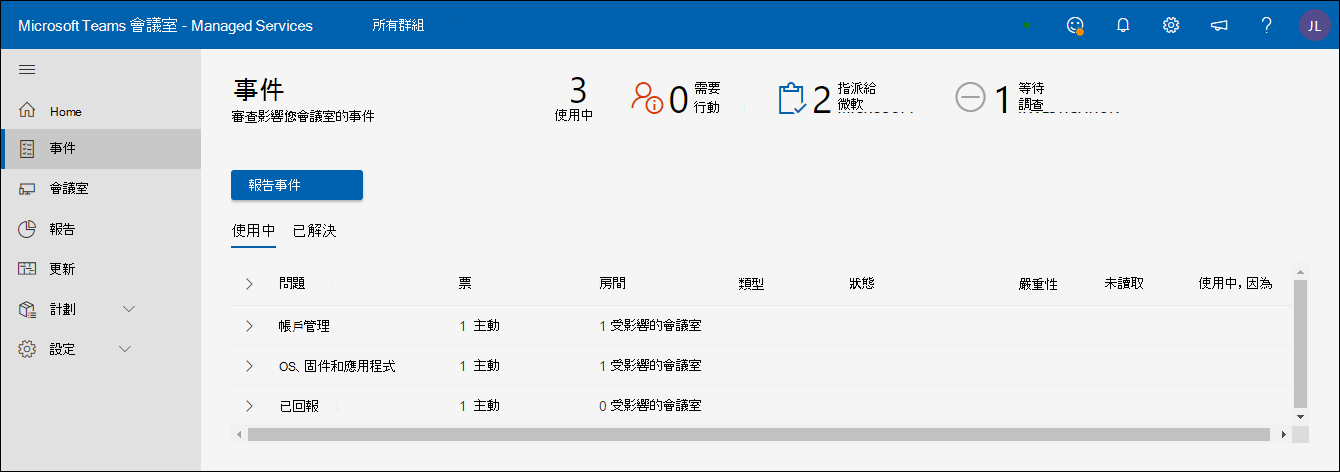 Microsoft Teams 會議室 - Managed Services 所有群組 JL
Home
事件
會議室
報告
更新
計劃
設定
事件
審查影響您會議室的事件
3
使用中
0 需要
行動
2 指派給
微軟
1 等待
調查
報告事件
使用中 已解決
問題 票 房間 類型 狀態 嚴重性 未讀取 使用中，因為
帳戶管理 1 主動 1 受影響的會議室
OS、固件和應用程式 1 主動 1 受影響的會議室
已回報 1 主動 0 受影響的會議室